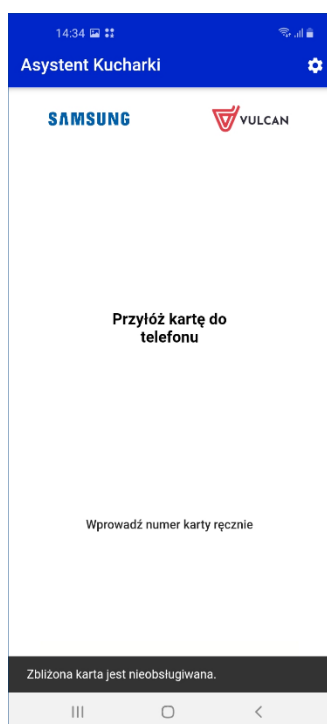 14:34
Asystent Kucharki
SAMSUNG
VULCAN
Przyłóż kartę do
telefonu
Wprowadź numer karty ręcznie
Zbliżona karta jest nieobsługiwana.